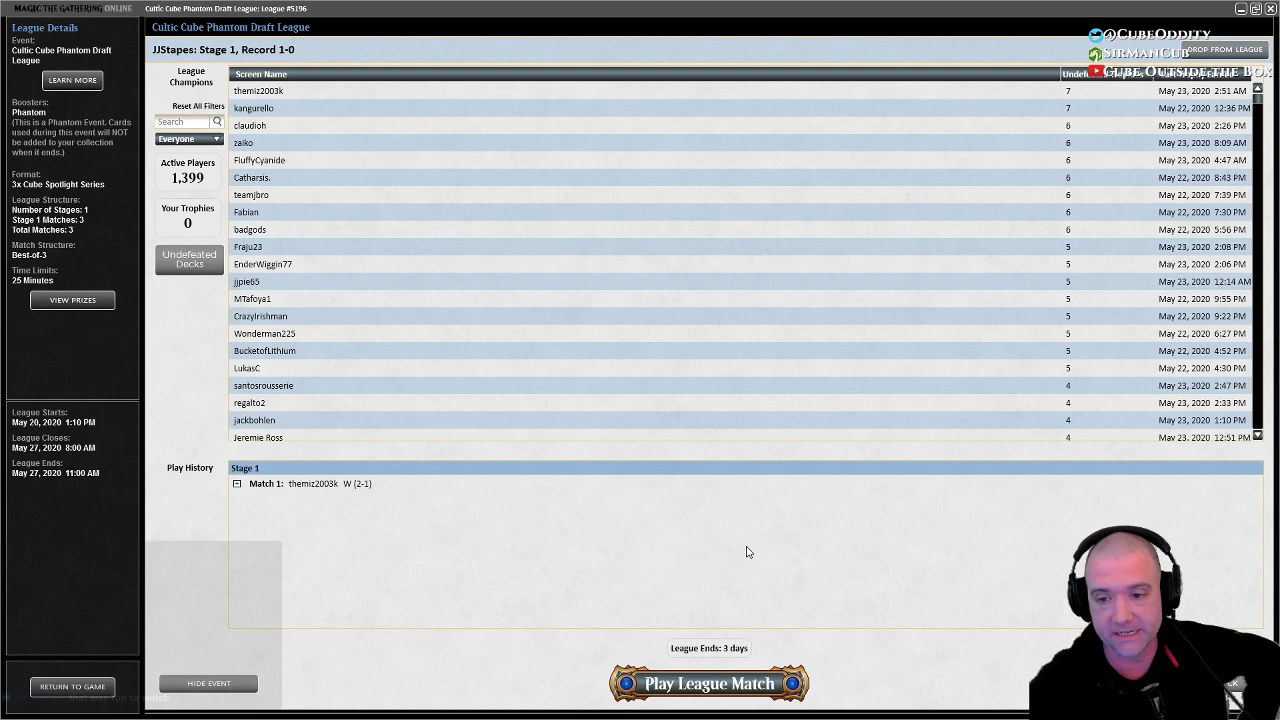 MAGIC THE GATHERING ONLINE
Cultic Cube Phantom Draft League: League #5196
League Details
Event:
Cultic Cube Phantom Draft
League
LEARN MORE
Boosters:
Phantom
(This is a Phantom Event. Cards
used during this event will NOT
be added to your collection
when it ends.)
Format:
3x Cube Spotlight Series
League Structure:
Number of Stages: 1
Stage 1 Matches: 3
Total Matches: 3
Match Structure:
Best-of-3
Time Limits:
25 Minutes
VIEW PRIZES
League Starts:
May 20, 2020 1:10 PM
League Closes:
May 27, 2020 8:00 AM
League Ends:
May 27, 2020 11:00 AM
RETURN TO GAME
that was fun to watch
Cultic Cube Phantom Draft League
JJStapes: Stage 1, Record 1-0
DROP FROM LEAGUE
@CubeOddity
SirManCub
Cube Outside the Box
League
Champions
Reset All Filters
Search
Everyone
Active Players
1,399
Your Trophies
0
Undefeated
Decks
Screen Name
themiz2003k 7 May 23, 2020 2:51 AM
kangurello 7 May 22, 2020 12:36 PM
claudioh 6 May 23, 2020 2:26 PM
zaiko 6 May 23, 2020 8:09 AM
FluffyCyanide 6 May 23, 2020 4:47 AM
Catharsis. 6 May 22, 2020 8:43 PM
teamjbro 6 May 22, 2020 7:39 PM
Fabian 6 May 22, 2020 7:30 PM
badgods 6 May 22, 2020 5:56 PM
Fraju23 5 May 23, 2020 2:08 PM
EnderWiggin77 5 May 23, 2020 2:06 PM
jjpie65 5 May 23, 2020 12:14 AM
MTafoya1 5 May 22, 2020 9:55 PM
CrazyIrishman 5 May 22, 2020 9:22 PM
Wonderman225 5 May 22, 2020 6:27 PM
BucketofLithium 5 May 22, 2020 4:52 PM
LukasC 5 May 22, 2020 4:30 PM
santosrousserie 4 May 23, 2020 2:47 PM
regalto2 4 May 23, 2020 2:33 PM
jackbohlen 4 May 23, 2020 1:10 PM
Jeremie Ross 4 May 23, 2020 12:51 PM
Play History
Stage 1
Match 1: themiz2003k W (2-1)
League Ends: 3 days
HIDE EVENT
Play League Match